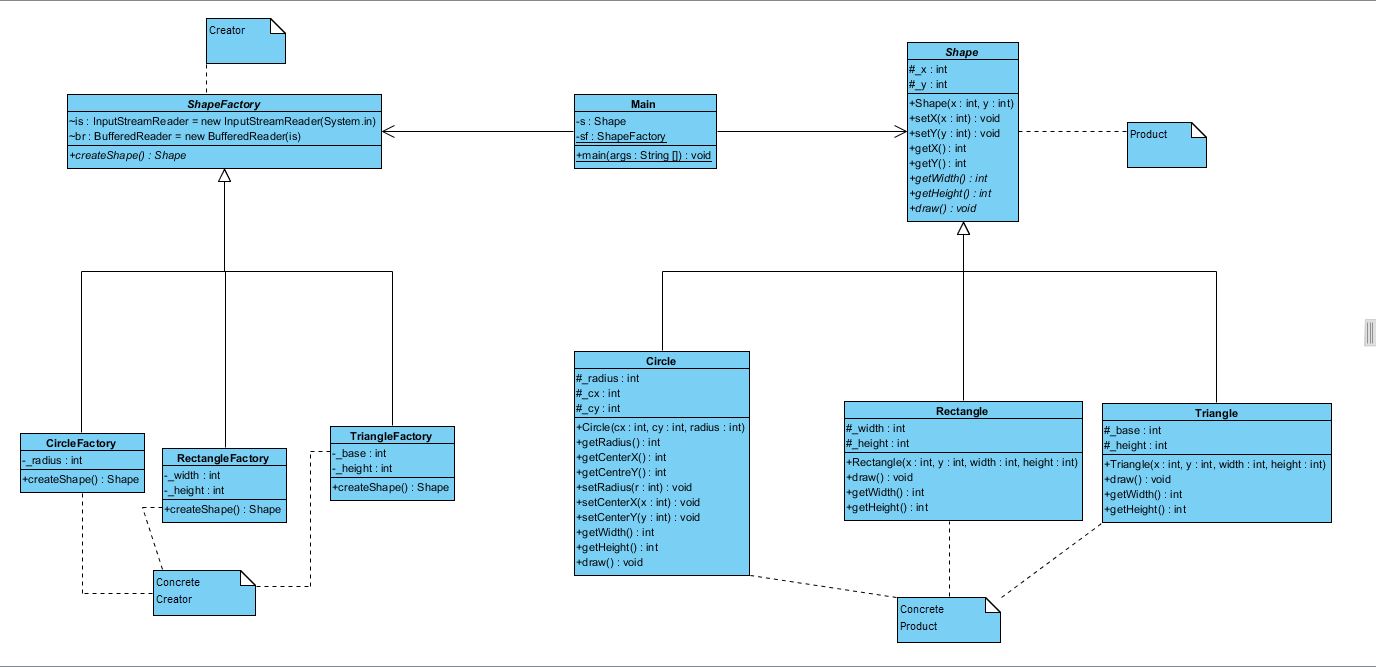 Creator
ShapeFactory
~is : InputStreamReader = new InputStreamReader(System.in)
~br : BufferedReader = new BufferedReader(is)
+createShape() : Shape
Main
-s : Shape
-sf : ShapeFactory
+main(args : String []) : void
Shape
#_x : int
#_y : int
+Shape(x : int, y : int)
+setX(x : int) : void
+setY(y : int) : void
+getX() : int
+getY() : int
+getWidth() : int
+getHeight() : int
+draw() : void
Product
CircleFactory
-_radius : int
+createShape() : Shape
RectangleFactory
-_width : int
-_height : int
+createShape() : Shape
TriangleFactory
-_base : int
-_height : int
+createShape() : Shape
Concrete
Creator
Circle
#_radius : int
#_cx : int
#_cy : int
+Circle(cx : int, cy : int, radius : int)
+getRadius() : int
+getCenterX() : int
+getCentreY() : int
+setRadius(r : int) : void
+setCenterX(x : int) : void
+setCenterY(y : int) : void
+getWidth() : int
+getHeight() : int
+draw() : void
Rectangle
#_width : int
#_height : int
+Rectangle(x : int, y : int, width : int, height : int)
+draw() : void
+getWidth() : int
+getHeight() : int
Triangle
#_base : int
#_height : int
+Triangle(x : int, y : int, width : int, height : int)
+draw() : void
+getWidth() : int
+getHeight() : int
Concrete
Product